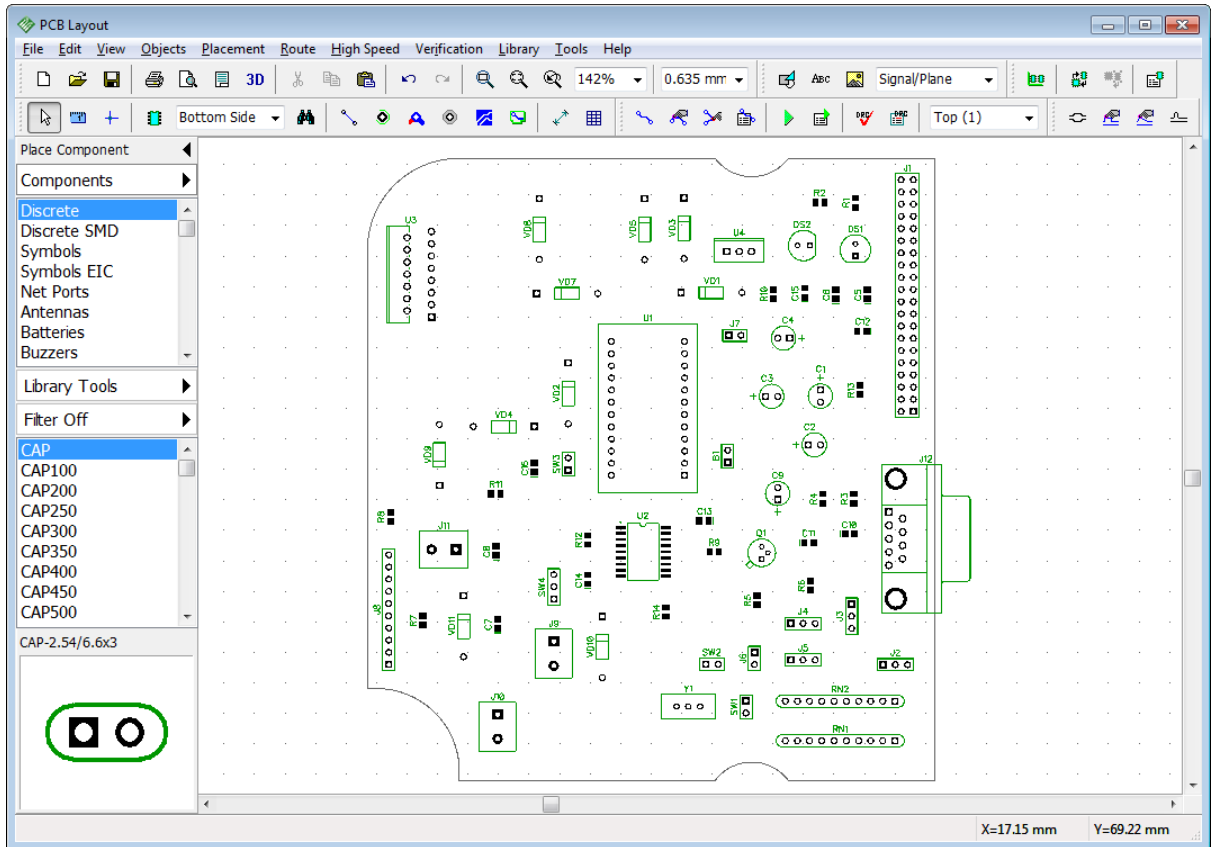 PCB Layout
File Edit View Objects Placement Route High Speed Verification Library Tools Help
3D 142% 0.635 mm ABC Signal/Plane
Bottom Side DRC DRC Top (1)
Place Component
Components
Discrete
Discrete SMD
Symbols
Symbols EIC
Net Ports
Antennas
Batteries
Buzzers
Library Tools
Filter Off
CAP
CAP100
CAP200
CAP250
CAP300
CAP350
CAP400
CAP450
CAP500
CAP-2.54/6.6x3
J1
R2 R1
U3 VD8 VD5 VD3 U4 DS2 DS1
VD7 VD1 R10 C15 C5
U1 J7 C4 C12
VD2 C3 C1 R13
VD4 C2
VD9 C16 SW3 B1 J12
R11 C9 R4 R3
R8 J11 U2 C13 Q1 C11 C10
R12 R9
C14 SW4 R6
J8 R7 VD11 C7 J9 VD10 R14 R5 J4 J3
SW2 J6 J5 J2
J10 Y1 SW1 RN2
RN1
X=17.15 mm Y=69.22 mm